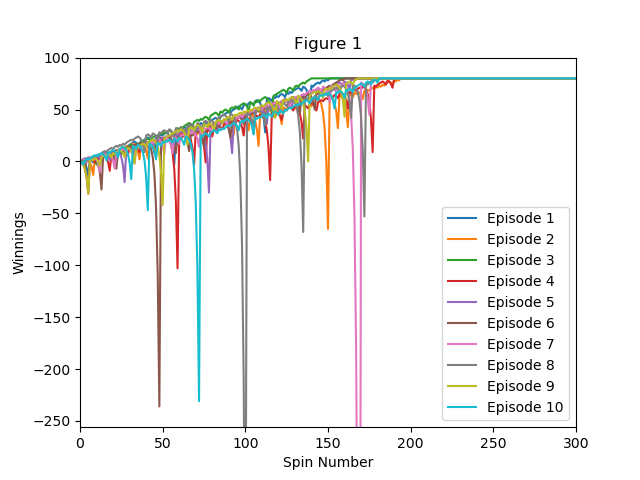 Figure 1
100
50
0
−50
−100
−150
−200
−250
Winnings
0 50 100 150 200 250 300
Spin Number
Episode 1
Episode 2
Episode 3
Episode 4
Episode 5
Episode 6
Episode 7
Episode 8
Episode 9
Episode 10